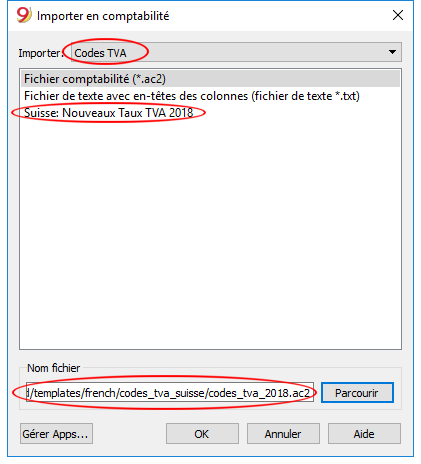 9 Importer en comptabilité
Importer: Codes TVA
Fichier comptabilité (*.ac2)
Fichier de texte avec en-têtes des colonnes (fichier de texte *.txt)
Suisse: Nouveaux Taux TVA 2018
Nom fichier
d/templates/french/codes_tva_suisse/codes_tva_2018.ac2 Parcourir
Gérer Apps... OK Annuler Aide